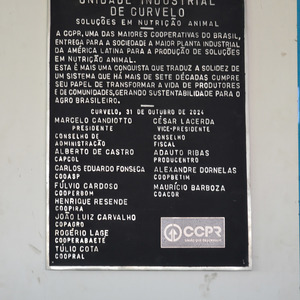 UNIDADE INDUSTRIAL
DE CURVELO
SOLUÇÕES EM NUTRIÇÃO ANIMAL
A CCPR, UMA DAS MAIORES COOPERATIVAS DO BRASIL,
ENTREGA PARA A SOCIEDADE A MAIOR PLANTA INDUSTRIAL
DA AMÉRICA LATINA PARA A PRODUÇÃO DE SOLUÇÕES
EM NUTRIÇÃO ANIMAL.
ESTA É MAIS UMA CONQUISTA QUE TRADUZ A SOLIDEZ DE
UM SISTEMA QUE HÁ MAIS DE SETE DÉCADAS CUMPRE
SEU PAPEL DE TRANSFORMAR A VIDA DE PRODUTORES
E DE COMUNIDADES, GERANDO SUSTENTABILIDADE PARA O
AGRO BRASILEIRO.
CURVELO, 31 DE OUTUBRO DE 2024
MARCELO CANDIOTTO
PRESIDENTE
CONSELHO DE
ADMINISTRAÇÃO
ALBERTO DE CASTRO
CAPCOL
CARLOS EDUARDO FONSECA
COOASP
FÚLVIO CARDOSO
COOPERBOM
HENRIQUE RESENDE
COOPIRA
JOÃO LUIZ CARVALHO
COPAGRO
ROGÉRIO LAGE
COOPERABAETÉ
TÚLIO COTA
COOPRAL
CÉSAR LACERDA
VICE-PRESIDENTE
CONSELHO
FISCAL
ADAUTO RIBAS
PRODUCENTRO
ALEXANDRE DORNELAS
COOPBETIM
MAURÍCIO BARBOZA
COACOR
CCPR